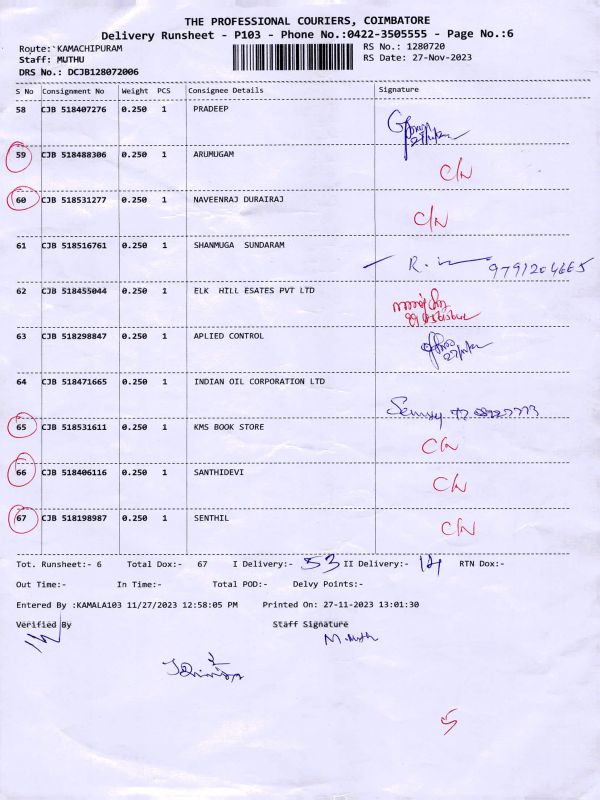 THE PROFESSIONAL COURIERS, COIMBATORE
Delivery Runsheet - P103 - Phone No.:0422-3505555 - Page No.:6
Route:`KAMACHIPURAM RS No.: 1280720
Staff: MUTHU RS Date: 27-Nov-2023
DRS No.: DCJB128072006
S No Consignment No Weight PCS Consignee Details Signature
58 CJB 518407276 0.250 1 PRADEEP
59 CJB 518488306 0.250 1 ARUMUGAM C/N
60 CJB 518531277 0.250 1 NAVEENRAJ DURAIRAJ C/N
61 CJB 518516761 0.250 1 SHANMUGA SUNDARAM R. 9791204665
62 CJB 518455044 0.250 1 ELK HILL ESATES PVT LTD
63 CJB 518298847 0.250 1 APLIED CONTROL
64 CJB 518471665 0.250 1 INDIAN OIL CORPORATION LTD
65 CJB 518531611 0.250 1 KMS BOOK STORE C/N
66 CJB 518406116 0.250 1 SANTHIDEVI C/N
67 CJB 518198987 0.250 1 SENTHIL C/N
Tot. Runsheet:- 6 Total Dox:- 67 I Delivery:- 53 II Delivery:- 14 RTN Dox:-
Out Time:- In Time:- Total POD:- Delvy Points:-
Entered By :KAMALA103 11/27/2023 12:58:05 PM Printed On: 27-11-2023 13:01:30
Verified By Staff Signature
5